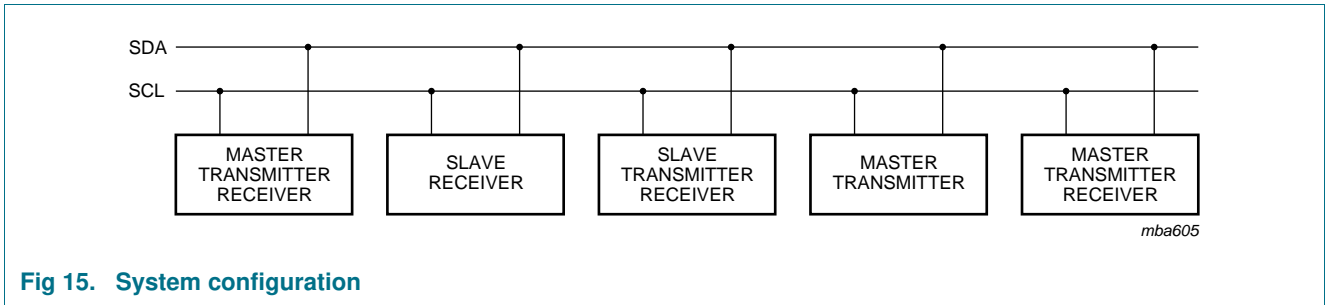 SDA
SCL
MASTER
TRANSMITTER
RECEIVER
SLAVE
RECEIVER
SLAVE
TRANSMITTER
RECEIVER
MASTER
TRANSMITTER
MASTER
TRANSMITTER
RECEIVER
mba605
Fig 15. System configuration